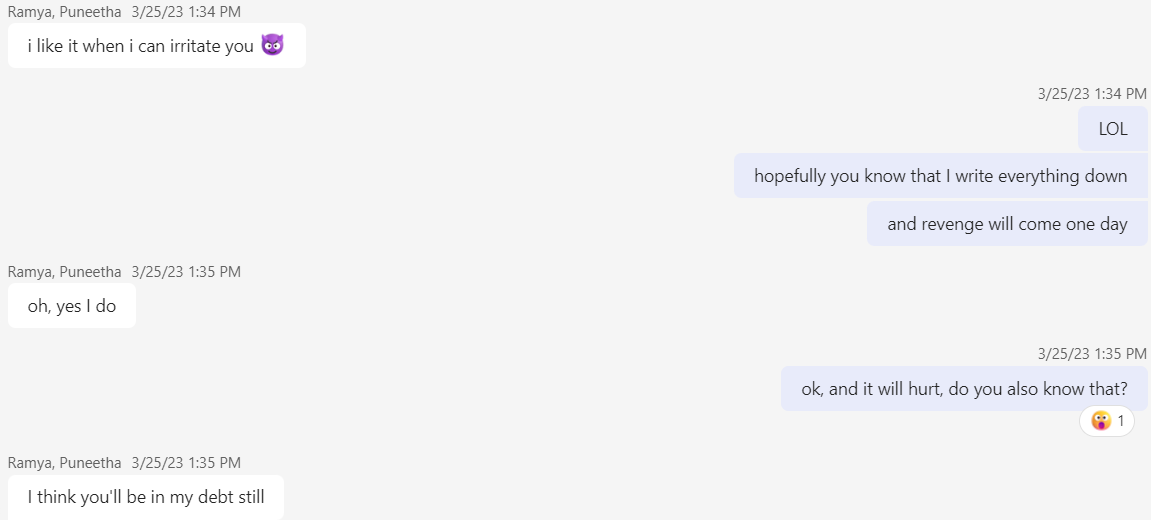 Ramya, Puneetha 3/25/23 1:34 PM
i like it when i can irritate you 😈
3/25/23 1:34 PM
LOL
hopefully you know that I write everything down
and revenge will come one day
Ramya, Puneetha 3/25/23 1:35 PM
oh, yes I do
3/25/23 1:35 PM
ok, and it will hurt, do you also know that?
😲 1
Ramya, Puneetha 3/25/23 1:35 PM
I think you'll be in my debt still